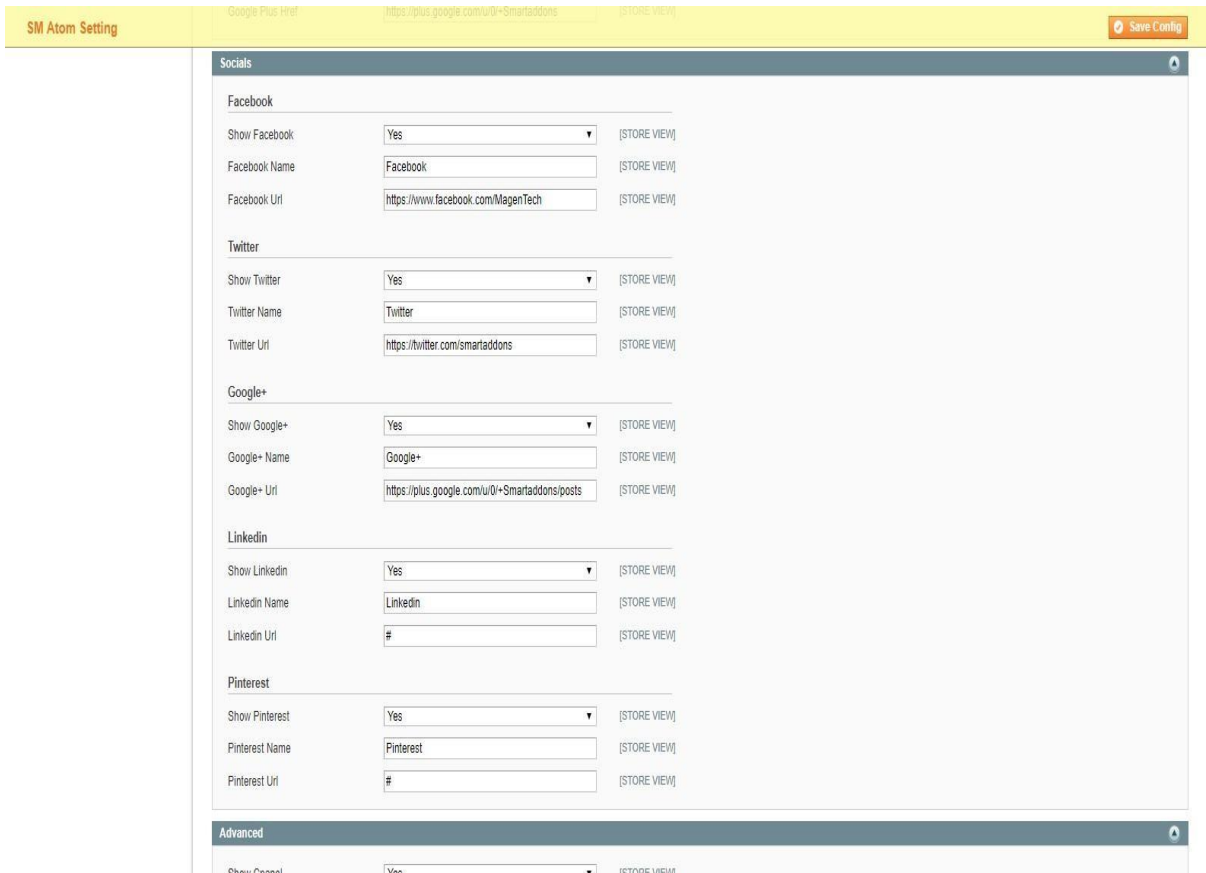 Google Plus Href https://plus.google.com/u/0/+Smartaddons [STORE VIEW]
SM Atom Setting Save Config
Socials
Facebook
Show Facebook Yes [STORE VIEW]
Facebook Name Facebook [STORE VIEW]
Facebook Url https://www.facebook.com/MagenTech [STORE VIEW]
Twitter
Show Twitter Yes [STORE VIEW]
Twitter Name Twitter [STORE VIEW]
Twitter Url https://twitter.com/smartaddons [STORE VIEW]
Google+
Show Google+ Yes [STORE VIEW]
Google+ Name Google+ [STORE VIEW]
Google+ Url https://plus.google.com/u/0/+Smartaddons/posts [STORE VIEW]
Linkedin
Show Linkedin Yes [STORE VIEW]
Linkedin Name Linkedin [STORE VIEW]
Linkedin Url # [STORE VIEW]
Pinterest
Show Pinterest Yes [STORE VIEW]
Pinterest Name Pinterest [STORE VIEW]
Pinterest Url # [STORE VIEW]
Advanced
Show Cpanel Yes [STORE VIEW]